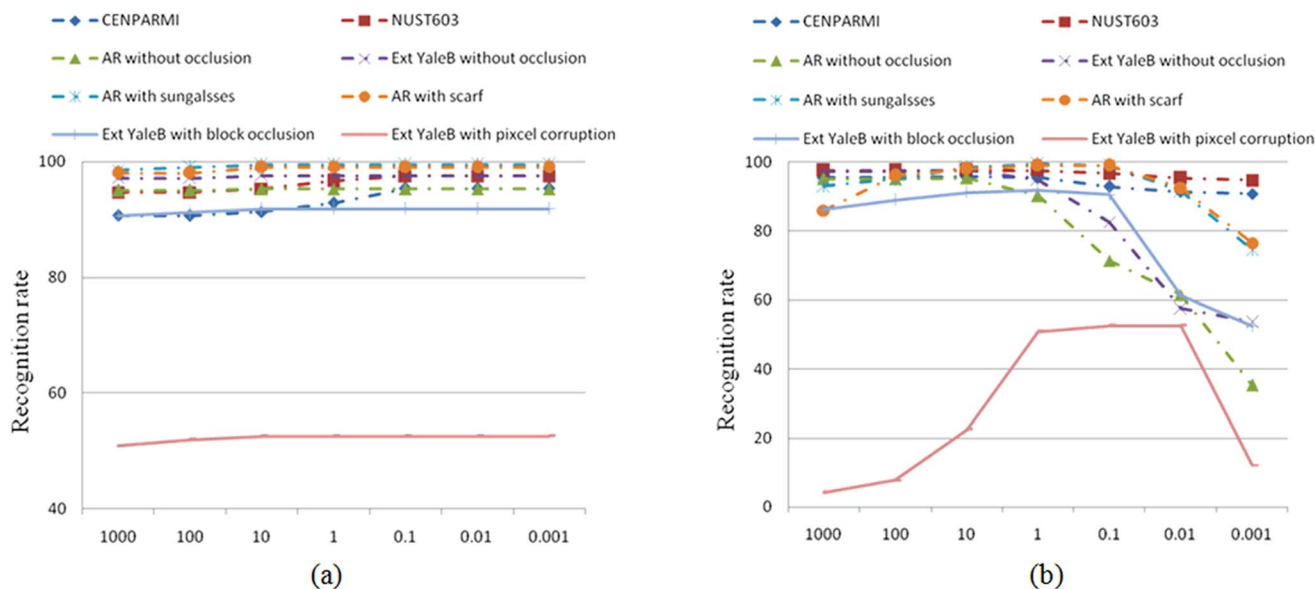 CENPARMI
NUST603
AR without occlusion
Ext YaleB without occlusion
AR with sungalsses
AR with scarf
Ext YaleB with block occlusion
Ext YaleB with pixcel corruption
100
80
60
40
Recognition rate
1000 100 10 1 0.1 0.01 0.001
(a)
CENPARMI
NUST603
AR without occlusion
Ext YaleB without occlusion
AR with sungalsses
AR with scarf
Ext YaleB with block occlusion
Ext YaleB with pixcel corruption
100
80
60
40
20
0
Recognition rate
1000 100 10 1 0.1 0.01 0.001
(b)